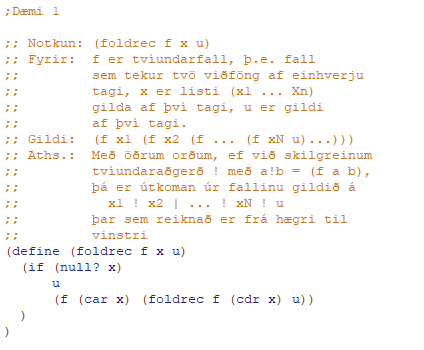 ;Dæmi 1
;; Notkun: (foldrec f x u)
;; Fyrir:  f er tvíundarfall, þ.e. fall
;;         sem tekur tvö viðföng af einhverju
;;         tagi, x er listi (x1 ... Xn)
;;         gilda af því tagi, u er gildi
;;         af því tagi.
;; Gildi:  (f x1 (f x2 (f ... (f xN u)...)))
;; Aths.:  Með öðrum orðum, ef við skilgreinum
;;         tvíundaraðgerð ! með a!b = (f a b),
;;         þá er útkoman úr fallinu gildið á
;;           x1 ! x2 | ... ! xN ! u
;;         þar sem reiknað er frá hægri til
;;         vinstri
(define (foldrec f x u)
  (if (null? x)
      u
      (f (car x) (foldrec f (cdr x) u))
  )
)